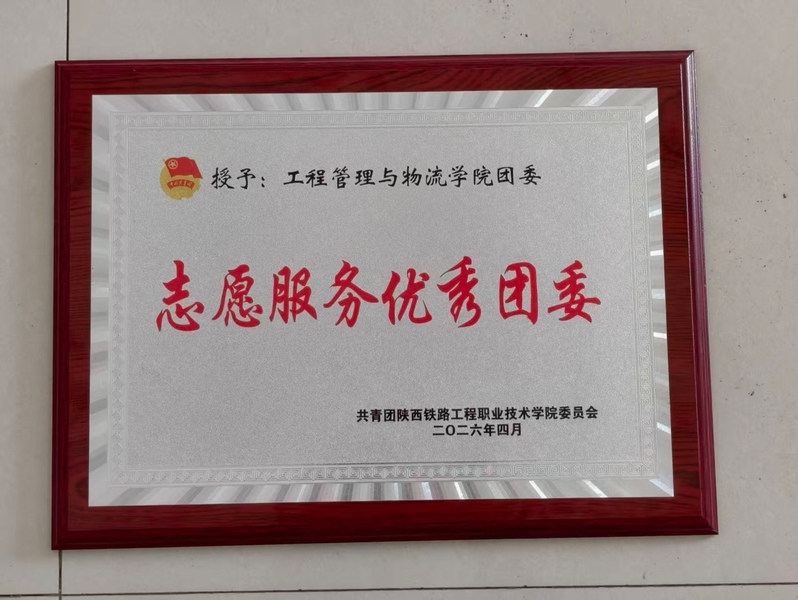 授予：工程管理与物流学院团委
志愿服务优秀团委
共青团陕西铁路工程职业技术学院委员会
二〇二六年四月